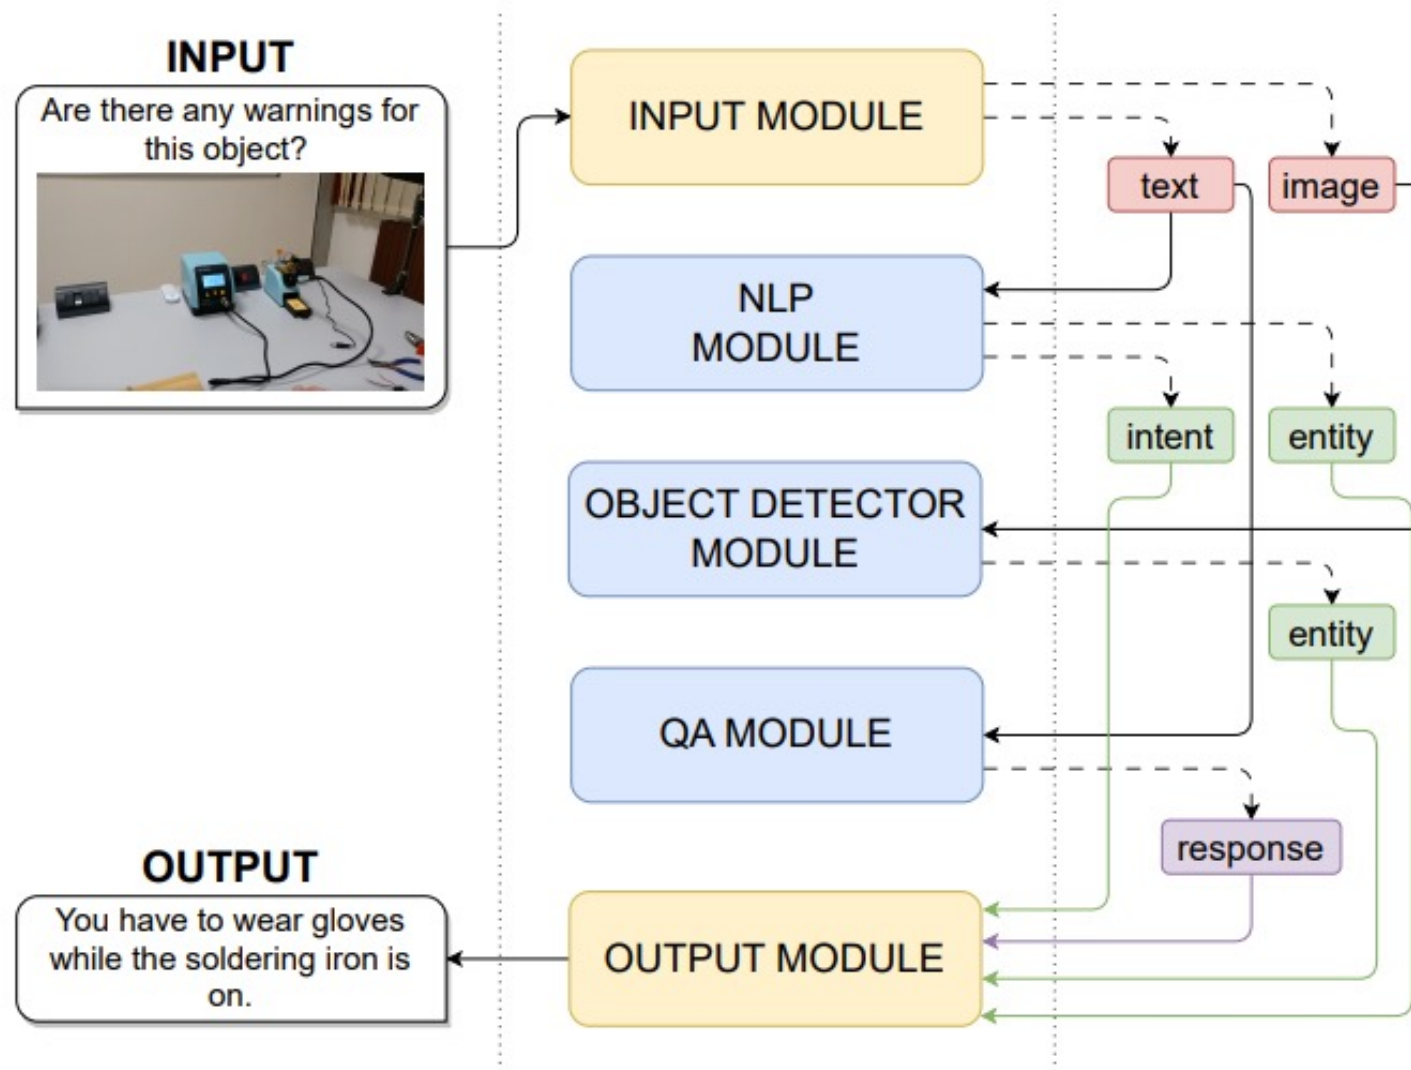 INPUT
Are there any warnings for
this object?
INPUT MODULE
text
image
NLP
MODULE
intent
entity
OBJECT DETECTOR
MODULE
entity
QA MODULE
response
OUTPUT
You have to wear gloves
while the soldering iron is
on.
OUTPUT MODULE